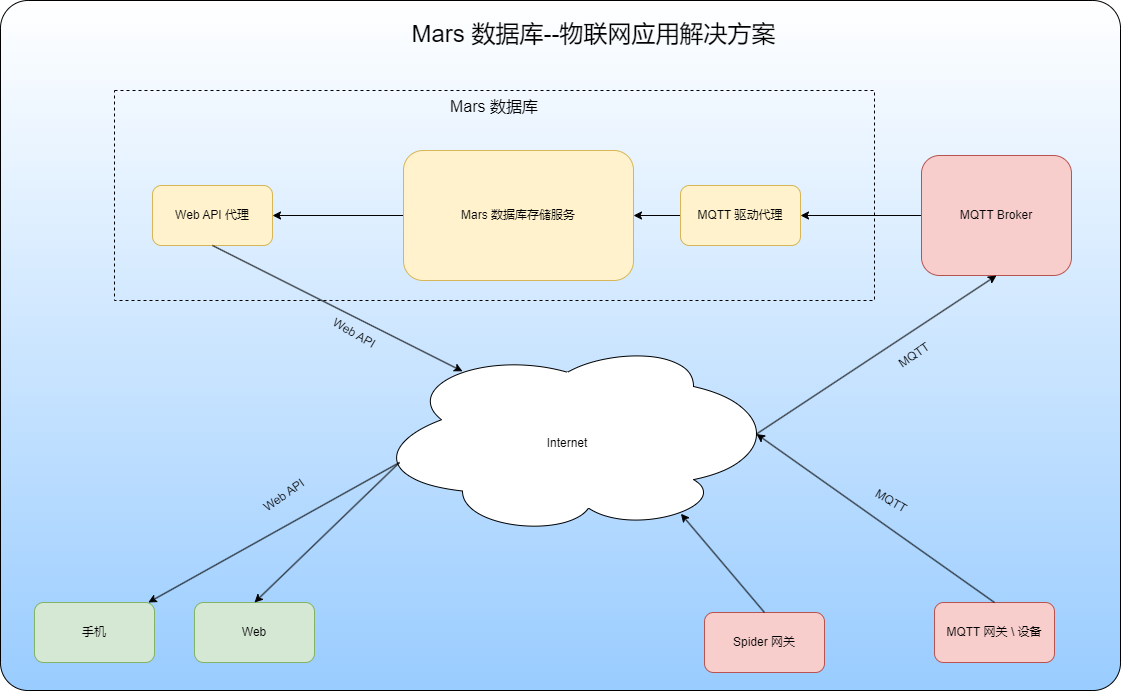 Mars 数据库--物联网应用解决方案
Mars 数据库
Web API 代理
Mars 数据库存储服务
MQTT 驱动代理
MQTT Broker
Web API
MQTT
Internet
Web API
MQTT
手机
Web
Spider 网关
MQTT 网关 \ 设备